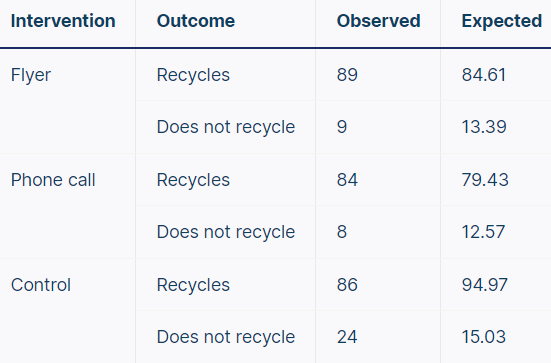 Intervention Outcome Observed Expected
Flyer Recycles 89 84.61
Does not recycle 9 13.39
Phone call Recycles 84 79.43
Does not recycle 8 12.57
Control Recycles 86 94.97
Does not recycle 24 15.03